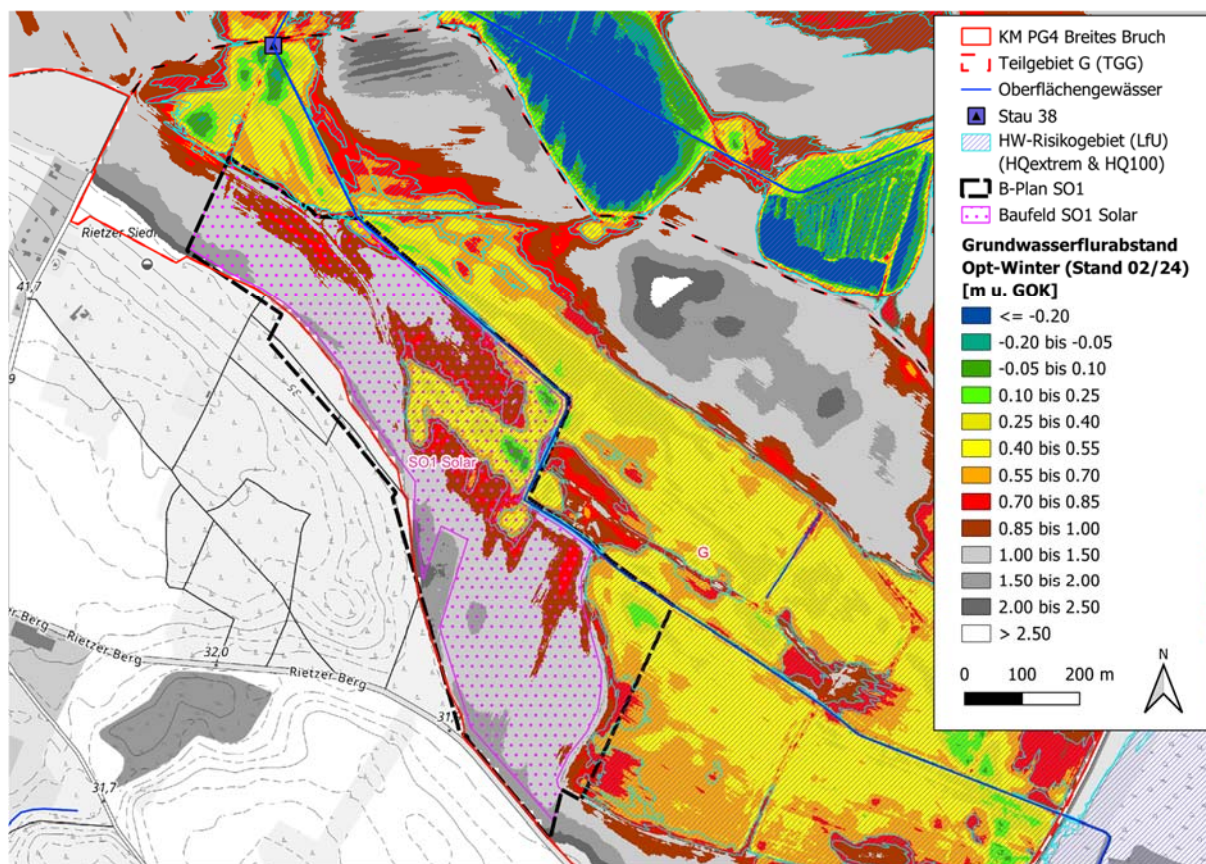 KM PG4 Breites Bruch
Teilgebiet G (TGG)
Oberflächengewässer
Stau 38
HW-Risikogebiet (LfU)
(HQextrem & HQ100)
B-Plan SO1
Baufeld SO1 Solar
Grundwasserflurabstand
Opt-Winter (Stand 02/24)
[m u. GOK]
<= -0.20
-0.20 bis -0.05
-0.05 bis 0.10
0.10 bis 0.25
0.25 bis 0.40
0.40 bis 0.55
0.55 bis 0.70
0.70 bis 0.85
0.85 bis 1.00
1.00 bis 1.50
1.50 bis 2.00
2.00 bis 2.50
> 2.50
0 100 200 m
N
Rietzer Siedl
41,7
9
35
SO1 Solar
G
Berg
Rietzer Berg
32,0
Rietzer Berg
31,7